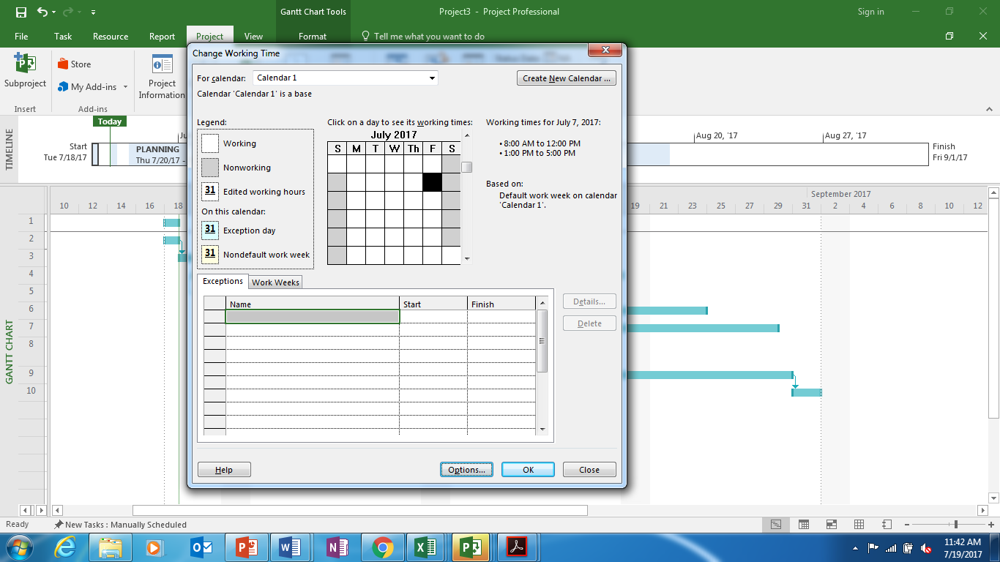 Gantt Chart Tools
Project3 - Project Professional
Sign in
File Task Resource Report Project View Format Tell me what you want to do
Subproject
Store
My Add-ins
Project
Information
Insert
Add-ins
TIMELINE
Today
Start
Tue 7/18/17
PLANNING
Thu 7/20/17 -
Aug 20, '17
Aug 27, '17
Finish
Fri 9/1/17
Change Working Time
For calendar: Calendar 1
Create New Calendar ...
Calendar 'Calendar 1' is a base
Legend:
Working
Nonworking
31 Edited working hours
On this calendar:
31 Exception day
31 Nondefault work week
Click on a day to see its working times:
July 2017
S M T W Th F S
Working times for July 7, 2017:
• 8:00 AM to 12:00 PM
• 1:00 PM to 5:00 PM
Based on:
Default work week on calendar
'Calendar 1'.
Exceptions Work Weeks
Name Start Finish
Details...
Delete
Help Options... OK Close
GANTT CHART
September 2017
10 12 14 16 18
19 21 23 25 27 29 31 2 4 6 8 10 12
1
2
3
4
5
6
7
8
9
10
Ready
New Tasks : Manually Scheduled
11:42 AM
7/19/2017